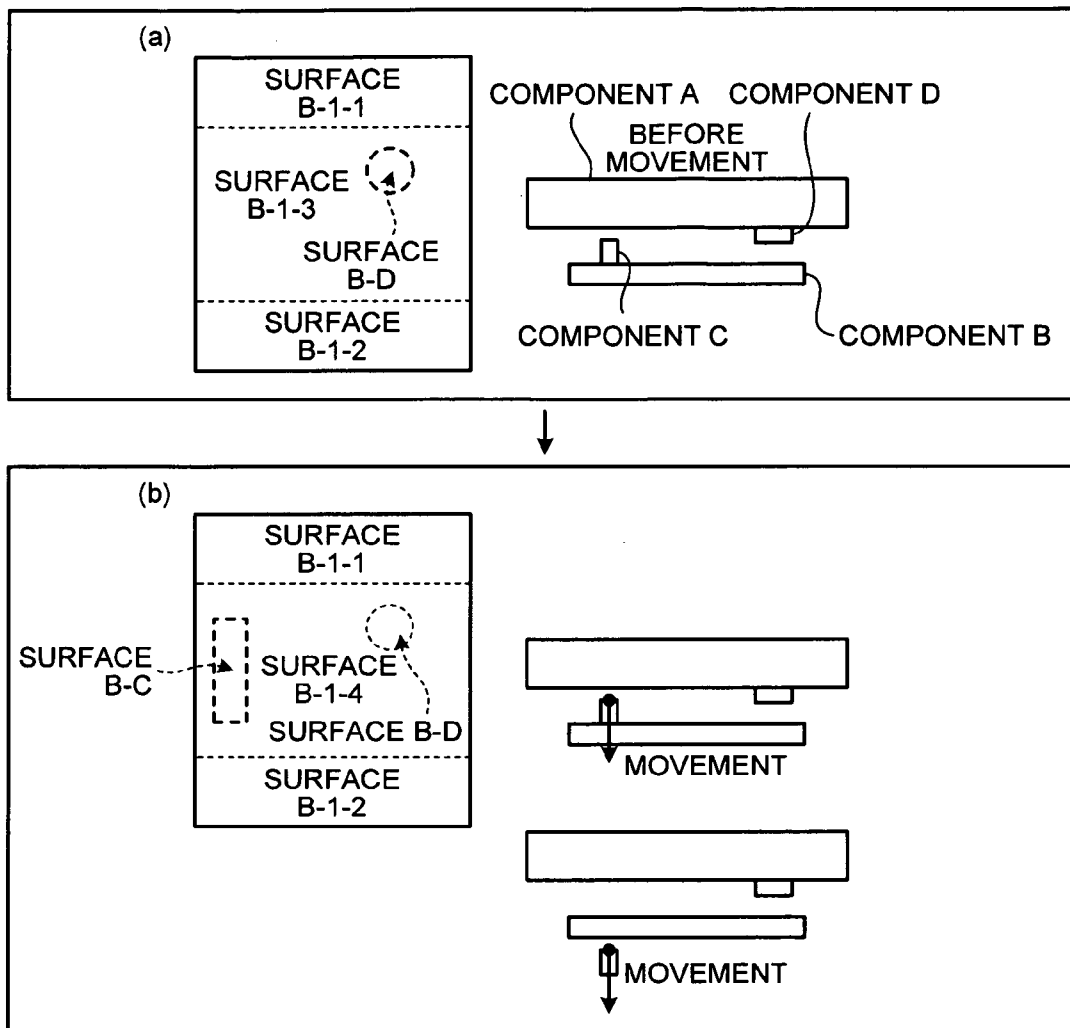 (a)
SURFACE
B-1-1
SURFACE
B-1-3
SURFACE
B-D
SURFACE
B-1-2
COMPONENT A
COMPONENT D
BEFORE
MOVEMENT
COMPONENT C
COMPONENT B
(b)
SURFACE
B-1-1
SURFACE
B-C
SURFACE
B-1-4
SURFACE B-D
SURFACE
B-1-2
MOVEMENT
MOVEMENT